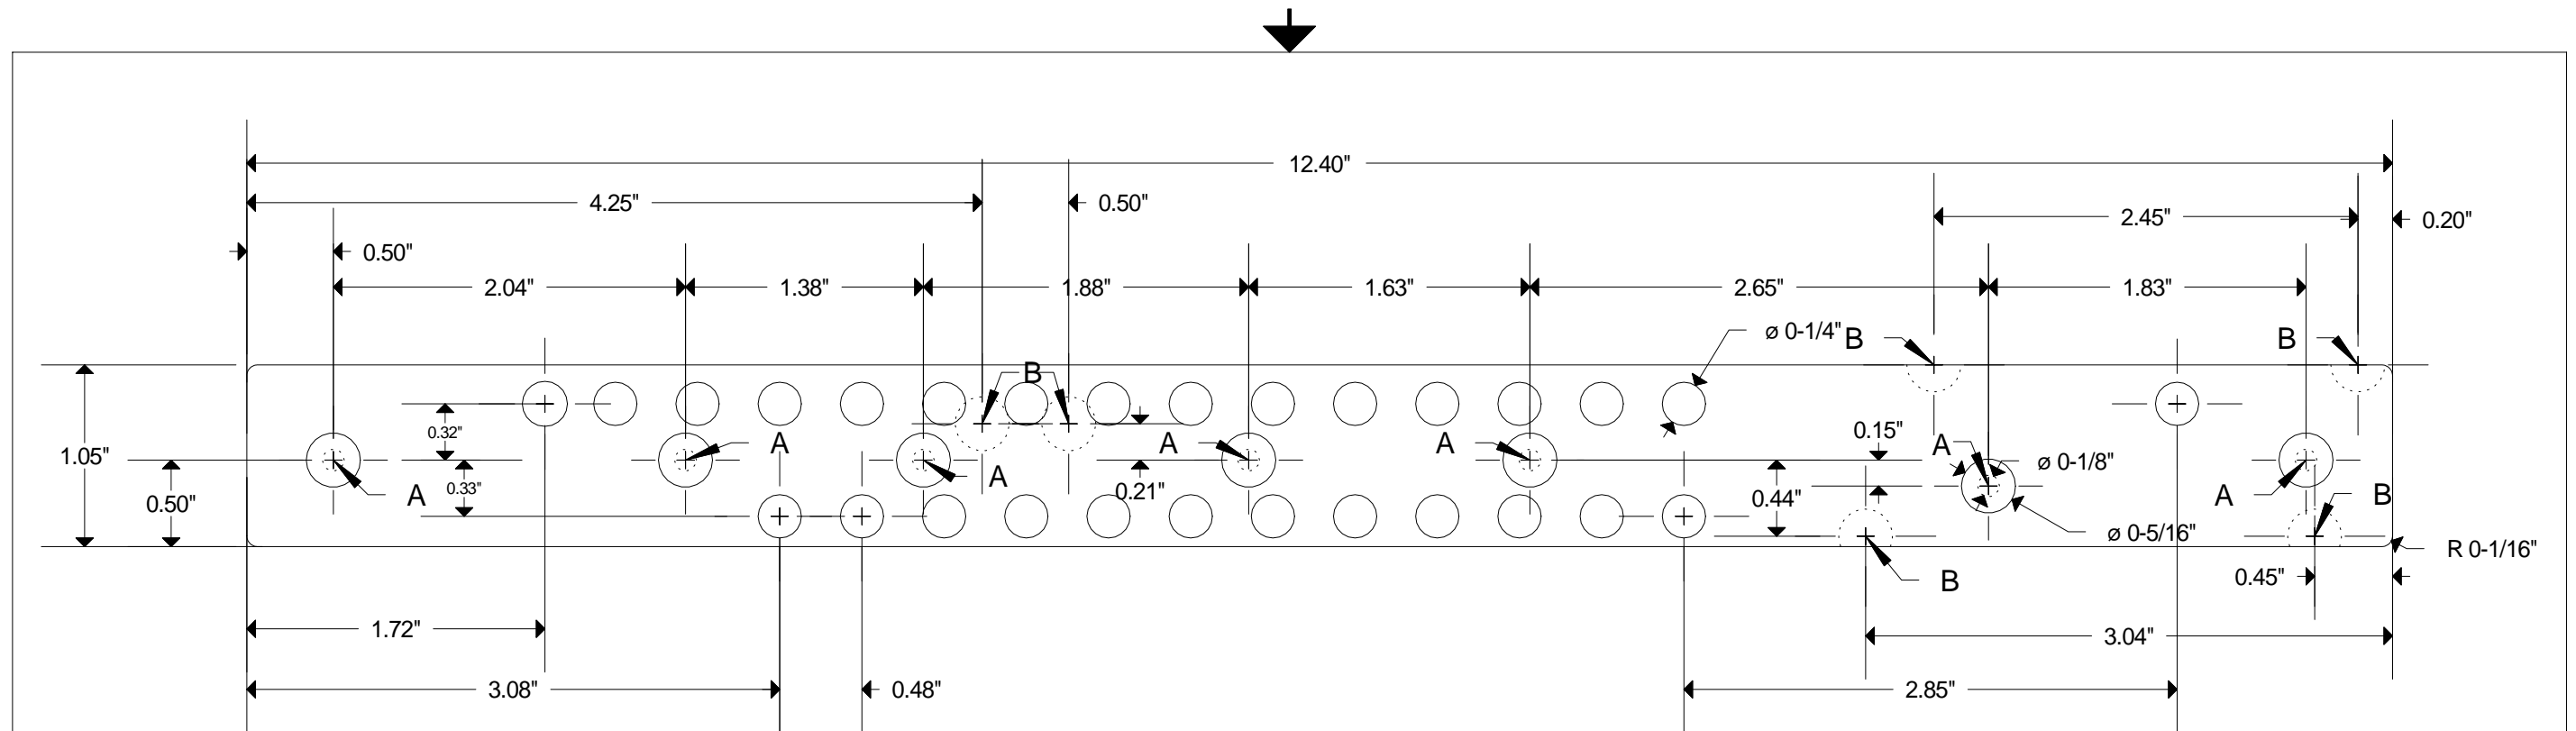 12.40"
4.25"
0.50"
2.45"
0.20"
0.50"
2.04"
1.38"
1.88"
1.63"
2.65"
1.83"
ø 0-1/4"
B
B
B
1.05"
0.32"
A
A
A
0.15"
A
ø 0-1/8"
0.50"
A
0.33"
A
0.21"
0.44"
A
B
ø 0-5/16"
R 0-1/16"
B
0.45"
1.72"
3.04"
3.08"
0.48"
2.85"